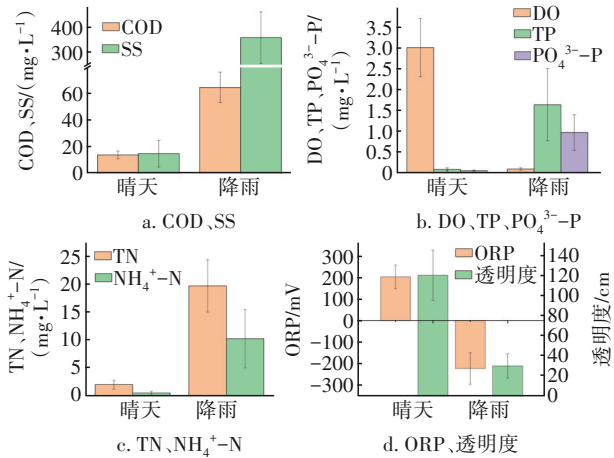 COD、SS/(mg·L⁻¹)
400
300
60
40
20
0
COD
SS
晴天 降雨
a. COD、SS
DO、TP、PO₄³⁻-P/
(mg·L⁻¹)
3.5
3.0
2.5
2.0
1.5
1.0
0.5
0
DO
TP
PO₄³⁻-P
晴天 降雨
b. DO、TP、PO₄³⁻-P
TN、NH₄⁺-N/
(mg·L⁻¹)
25
20
15
10
5
0
TN
NH₄⁺-N
晴天 降雨
c. TN、NH₄⁺-N
ORP/mV
300
200
100
0
-100
-200
-300
ORP
透明度
140
120
100
80
60
40
20
0
透明度/cm
晴天 降雨
d. ORP、透明度